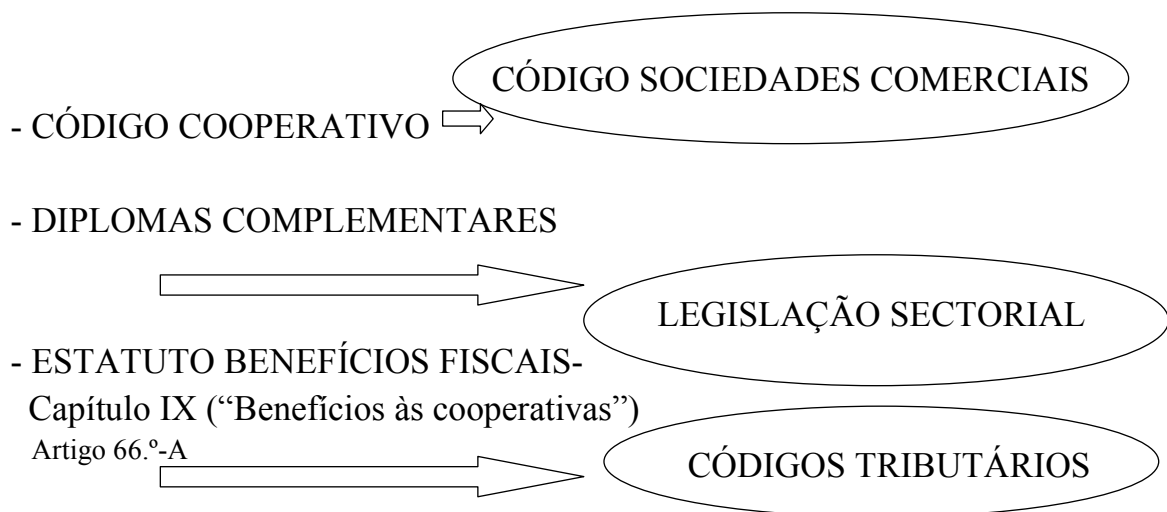 CÓDIGO SOCIEDADES COMERCIAIS
- CÓDIGO COOPERATIVO
- DIPLOMAS COMPLEMENTARES
LEGISLAÇÃO SECTORIAL
- ESTATUTO BENEFÍCIOS FISCAIS-
Capítulo IX (“Benefícios às cooperativas”)
Artigo 66.º-A
CÓDIGOS TRIBUTÁRIOS